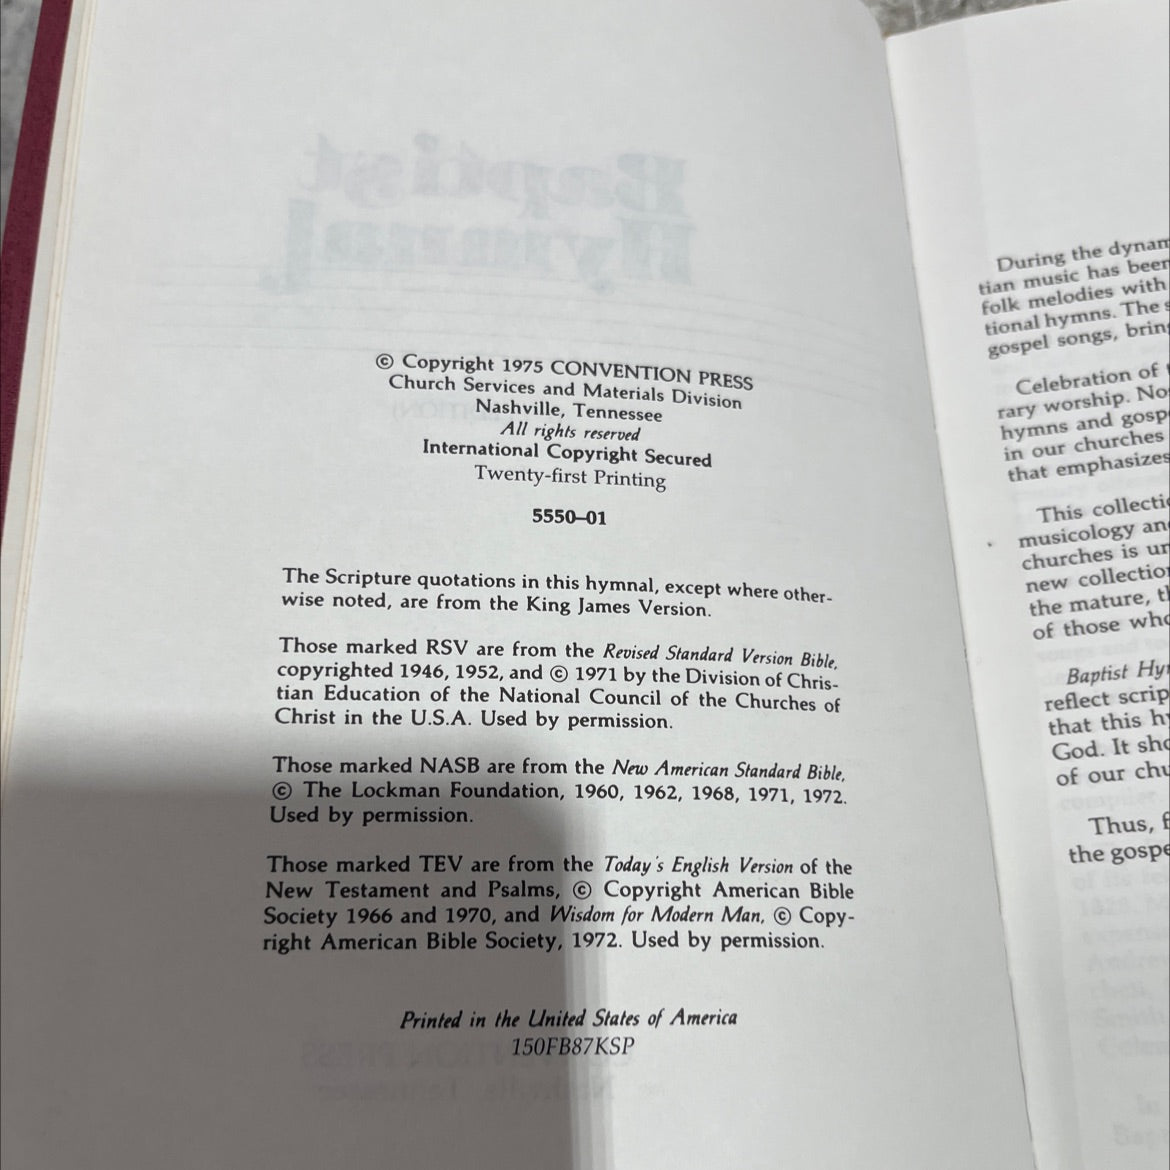 © Copyright 1975 CONVENTION PRESS
Church Services and Materials Division
Nashville, Tennessee
All rights reserved
International Copyright Secured
Twenty-first Printing
5550–01
The Scripture quotations in this hymnal, except where other-
wise noted, are from the King James Version.
Those marked RSV are from the Revised Standard Version Bible,
copyrighted 1946, 1952, and © 1971 by the Division of Chris-
tian Education of the National Council of the Churches of
Christ in the U.S.A. Used by permission.
Those marked NASB are from the New American Standard Bible,
© The Lockman Foundation, 1960, 1962, 1968, 1971, 1972.
Used by permission.
Those marked TEV are from the Today's English Version of the
New Testament and Psalms, © Copyright American Bible
Society 1966 and 1970, and Wisdom for Modern Man, © Copy-
right American Bible Society, 1972. Used by permission.
Printed in the United States of America
150FB87KSP
During the dynam
tian music has been
folk melodies with
tional hymns. The s
gospel songs, bring
Celebration of
rary worship. No
hymns and gosp
in our churches
that emphasizes
This collectio
musicology and
churches is un
new collection
the mature, th
of those who
Baptist Hy
reflect scrip
that this hy
God. It sho
of our chu
Thus, f
the gospe